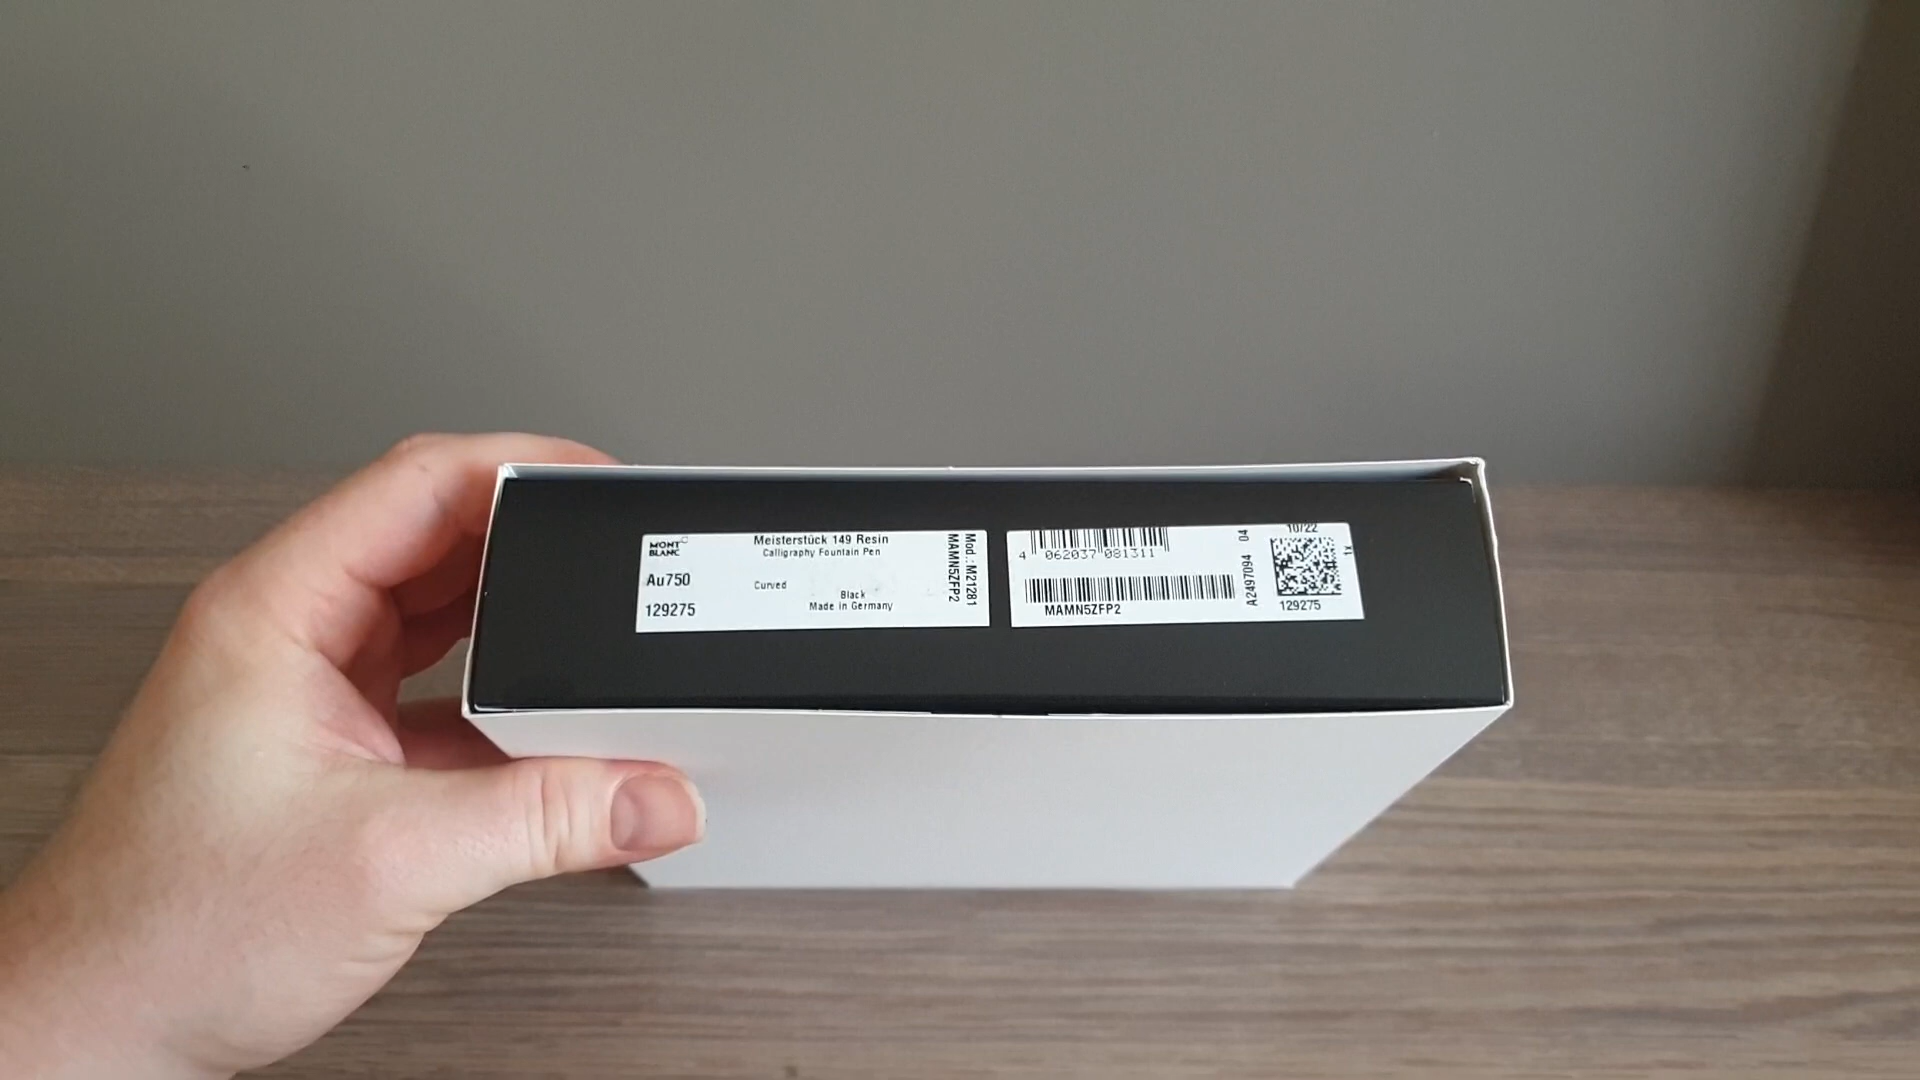 MONT
BLANC
Meisterstück 149 Resin
Calligraphy Fountain Pen
Au750
Curved
Black
129275
Made in Germany
Mod.: M21281
MAMN5ZFP2
4 062037 081311
MAMN5ZFP2
A2497094 04
10/22
1x
129275